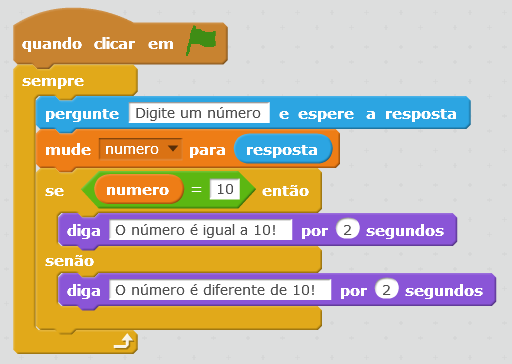 quando clicar em
sempre
pergunte Digite um número e espere a resposta
mude numero para resposta
se numero = 10 então
diga O número é igual a 10! por 2 segundos
senão
diga O número é diferente de 10! por 2 segundos